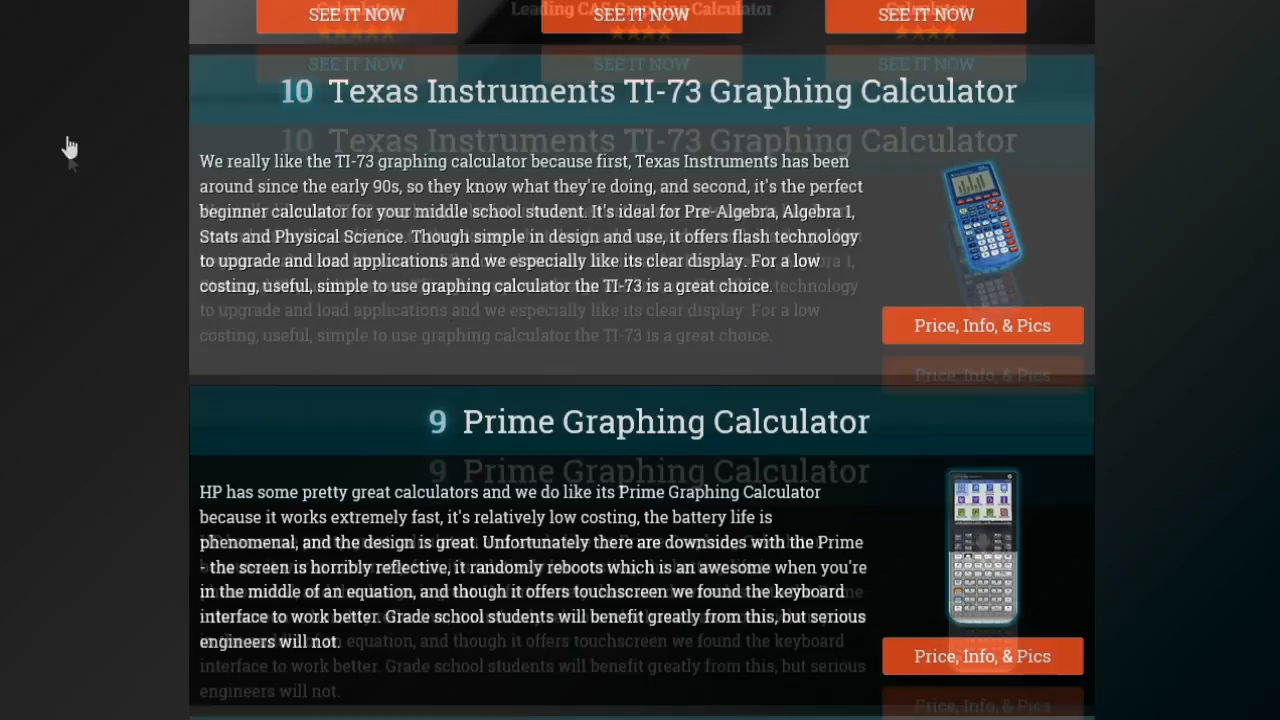 Leading CAS Graphing Calculator
SEE IT NOW
SEE IT NOW
SEE IT NOW
10 Texas Instruments TI-73 Graphing Calculator
We really like the TI-73 graphing calculator because first, Texas Instruments has been
around since the early 90s, so they know what they're doing, and second, it's the perfect
beginner calculator for your middle school student. It's ideal for Pre-Algebra, Algebra 1,
Stats and Physical Science. Though simple in design and use, it offers flash technology
to upgrade and load applications and we especially like its clear display. For a low
costing, useful, simple to use graphing calculator the TI-73 is a great choice.
Price, Info, & Pics
9 Prime Graphing Calculator
HP has some pretty great calculators and we do like its Prime Graphing Calculator
because it works extremely fast, it's relatively low costing, the battery life is
phenomenal, and the design is great. Unfortunately there are downsides with the Prime
- the screen is horribly reflective, it randomly reboots which is an awesome when you're
in the middle of an equation, and though it offers touchscreen we found the keyboard
interface to work better. Grade school students will benefit greatly from this, but serious
engineers will not.
Price, Info, & Pics